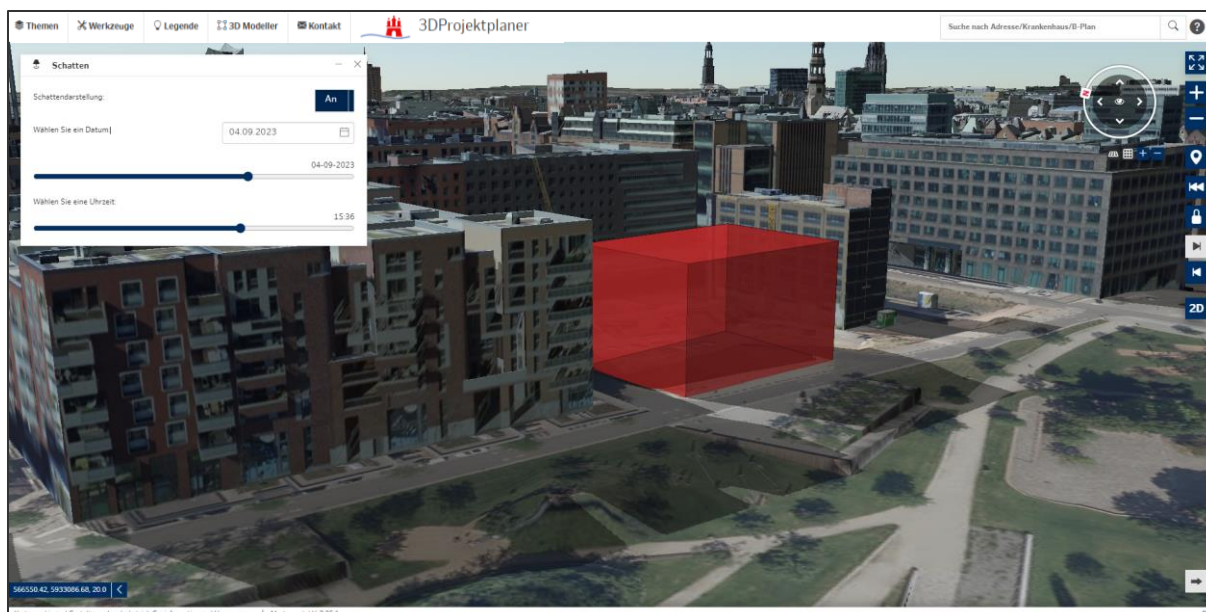 Themen Werkzeuge Legende 3D Modeller Kontakt 3DProjektplaner Suche nach Adresse/Krankenhaus/B-Plan ?
Schatten
Schattendarstellung: An
Wählen Sie ein Datum: 04.09.2023
04-09-2023
Wählen Sie eine Uhrzeit:
15:36
N
2D
566550.42, 5933086.68, 20.0